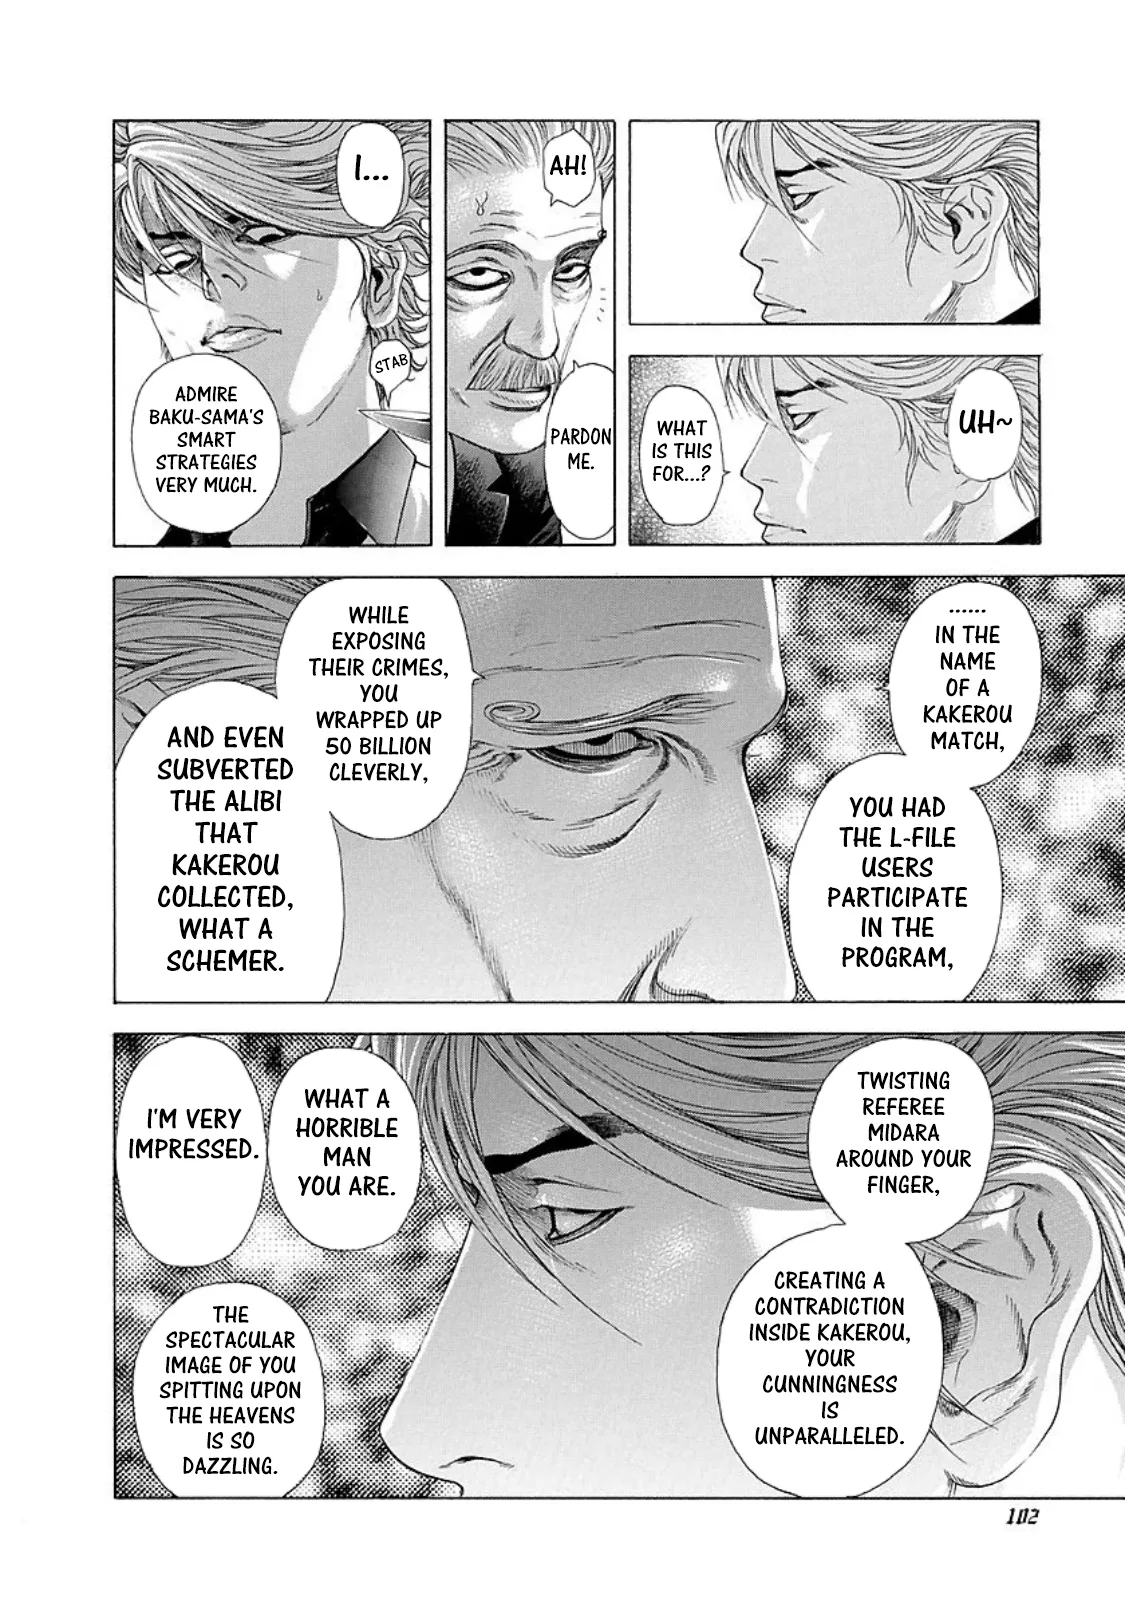 UH~
WHAT
IS THIS
FOR...?
AH!
PARDON
ME.
I...
STAB
ADMIRE
BAKU-SAMA'S
SMART
STRATEGIES
VERY MUCH.
......
IN THE
NAME
OF A
KAKEROU
MATCH,
YOU HAD
THE L-FILE
USERS
PARTICIPATE
IN THE
PROGRAM,
WHILE
EXPOSING
THEIR CRIMES,
YOU
WRAPPED UP
50 BILLION
CLEVERLY,
AND EVEN
SUBVERTED
THE ALIBI
THAT
KAKEROU
COLLECTED,
WHAT A
SCHEMER.
TWISTING
REFEREE
MIDARA
AROUND YOUR
FINGER,
CREATING A
CONTRADICTION
INSIDE KAKEROU,
YOUR
CUNNINGNESS
IS
UNPARALLELED.
WHAT A
HORRIBLE
MAN
YOU ARE.
I'M VERY
IMPRESSED.
THE
SPECTACULAR
IMAGE OF YOU
SPITTING UPON
THE HEAVENS
IS SO
DAZZLING.
102